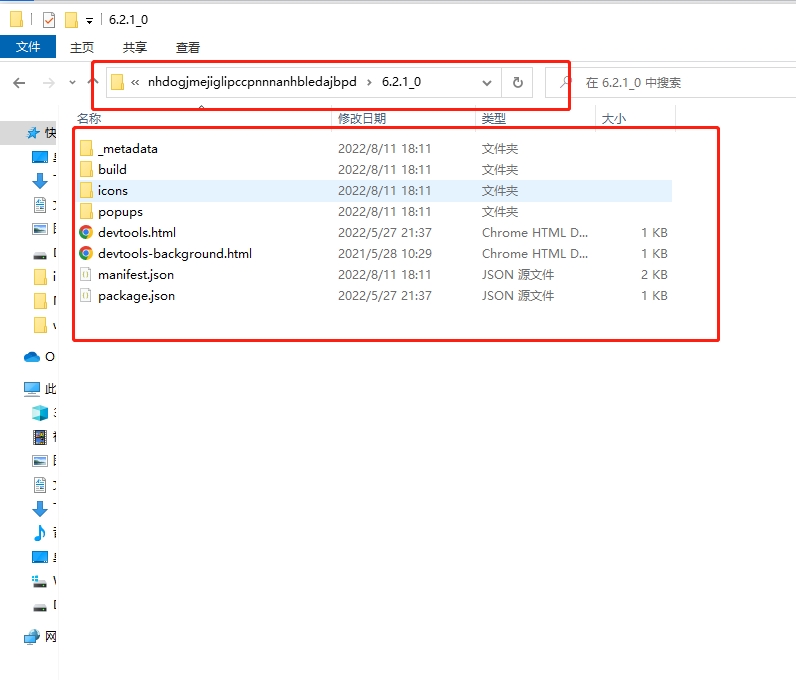 6.2.1_0
文件 主页 共享 查看
« nhdogjmejiglipccpnnnanhbledajbpd › 6.2.1_0 在 6.2.1_0 中搜索
名称 修改日期 类型 大小
_metadata 2022/8/11 18:11 文件夹
build 2022/8/11 18:11 文件夹
icons 2022/8/11 18:11 文件夹
popups 2022/8/11 18:11 文件夹
devtools.html 2022/5/27 21:37 Chrome HTML D... 1 KB
devtools-background.html 2021/5/28 10:29 Chrome HTML D... 1 KB
manifest.json 2022/8/11 18:11 JSON 源文件 2 KB
package.json 2022/5/27 21:37 JSON 源文件 1 KB
快
O
此
网